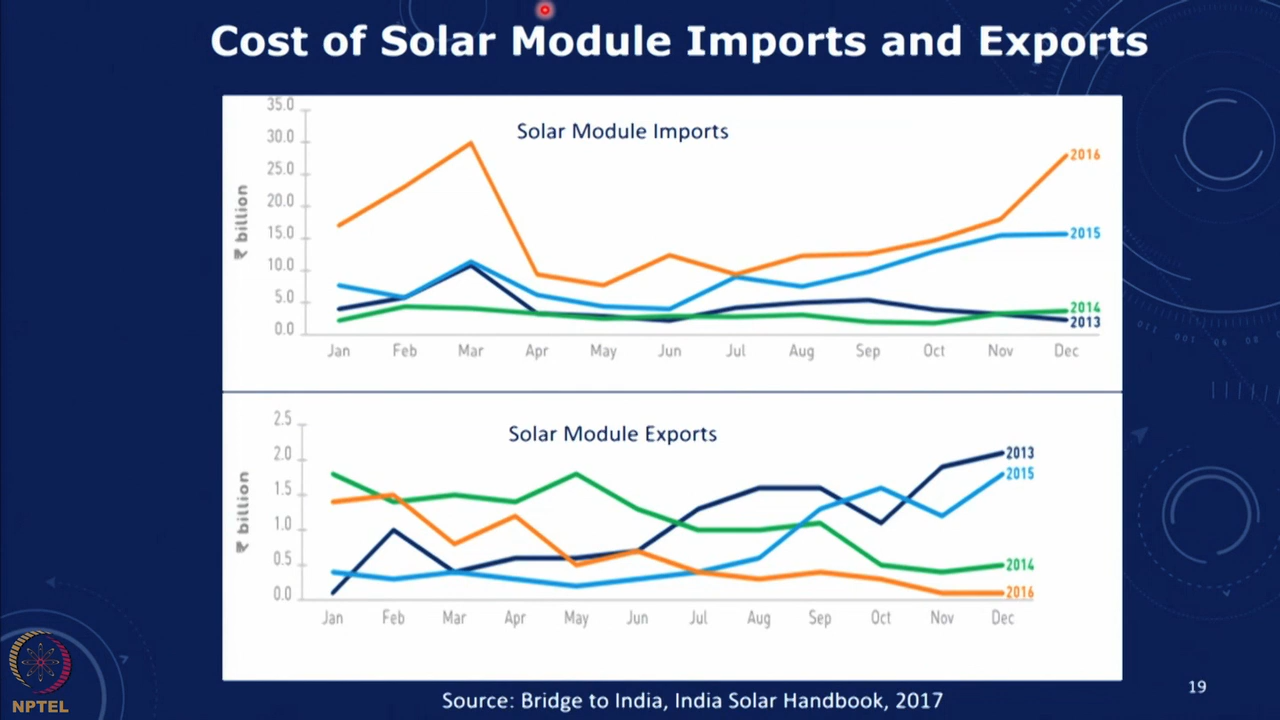 Cost of Solar Module Imports and Exports
Solar Module Imports
₹ billion
35.0
30.0
25.0
20.0
15.0
10.0
5.0
0.0
2016
2015
2014
2013
Jan Feb Mar Apr May Jun Jul Aug Sep Oct Nov Dec
Solar Module Exports
₹ billion
2.5
2.0
1.5
1.0
0.5
0.0
2013
2015
2014
2016
Jan Feb Mar Apr May Jun Jul Aug Sep Oct Nov Dec
Source: Bridge to India, India Solar Handbook, 2017
19
NPTEL